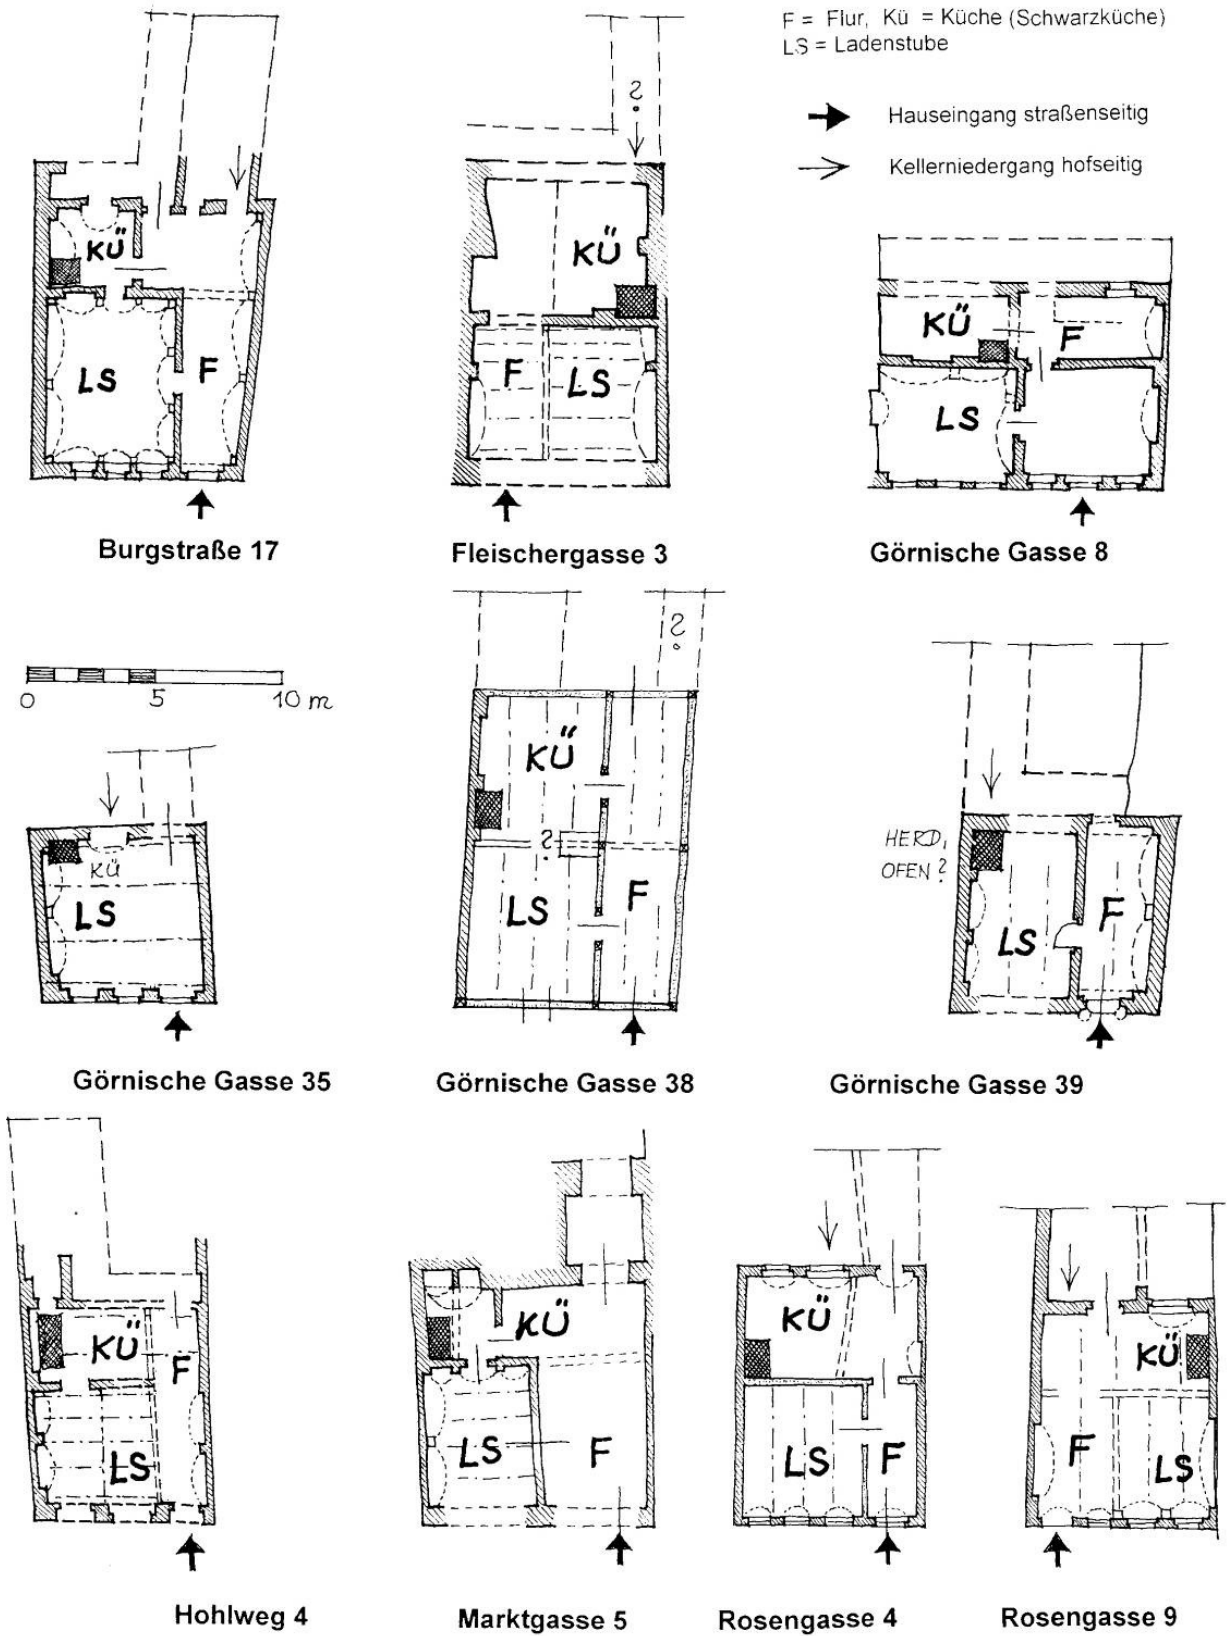 F = Flur, Kü = Küche (Schwarzküche)
LS = Ladenstube
Hauseingang straßenseitig
Kellerniedergang hofseitig
KÜ
LS
F
Burgstraße 17
?
KÜ
F
LS
Fleischergasse 3
KÜ
F
LS
Görnische Gasse 8
0 5 10 m
KÜ
LS
Görnische Gasse 35
?
KÜ
?
LS
F
Görnische Gasse 38
HERD,
OFEN?
LS
F
Görnische Gasse 39
KÜ
F
LS
Hohlweg 4
KÜ
LS
F
Marktgasse 5
KÜ
LS
F
Rosengasse 4
KÜ
F
LS
Rosengasse 9